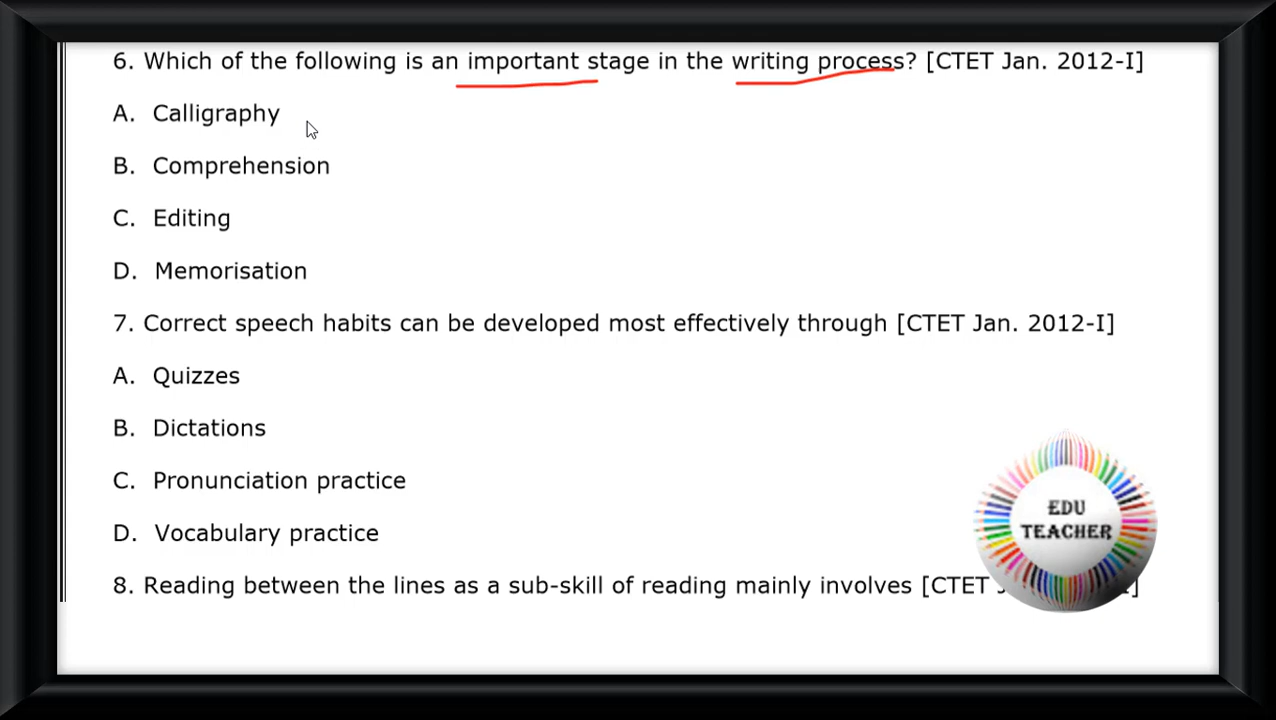 6. Which of the following is an important stage in the writing process? [CTET Jan. 2012-I]
A. Calligraphy
B. Comprehension
C. Editing
D. Memorisation
7. Correct speech habits can be developed most effectively through [CTET Jan. 2012-I]
A. Quizzes
B. Dictations
C. Pronunciation practice
D. Vocabulary practice
EDU
TEACHER
8. Reading between the lines as a sub-skill of reading mainly involves [CTET